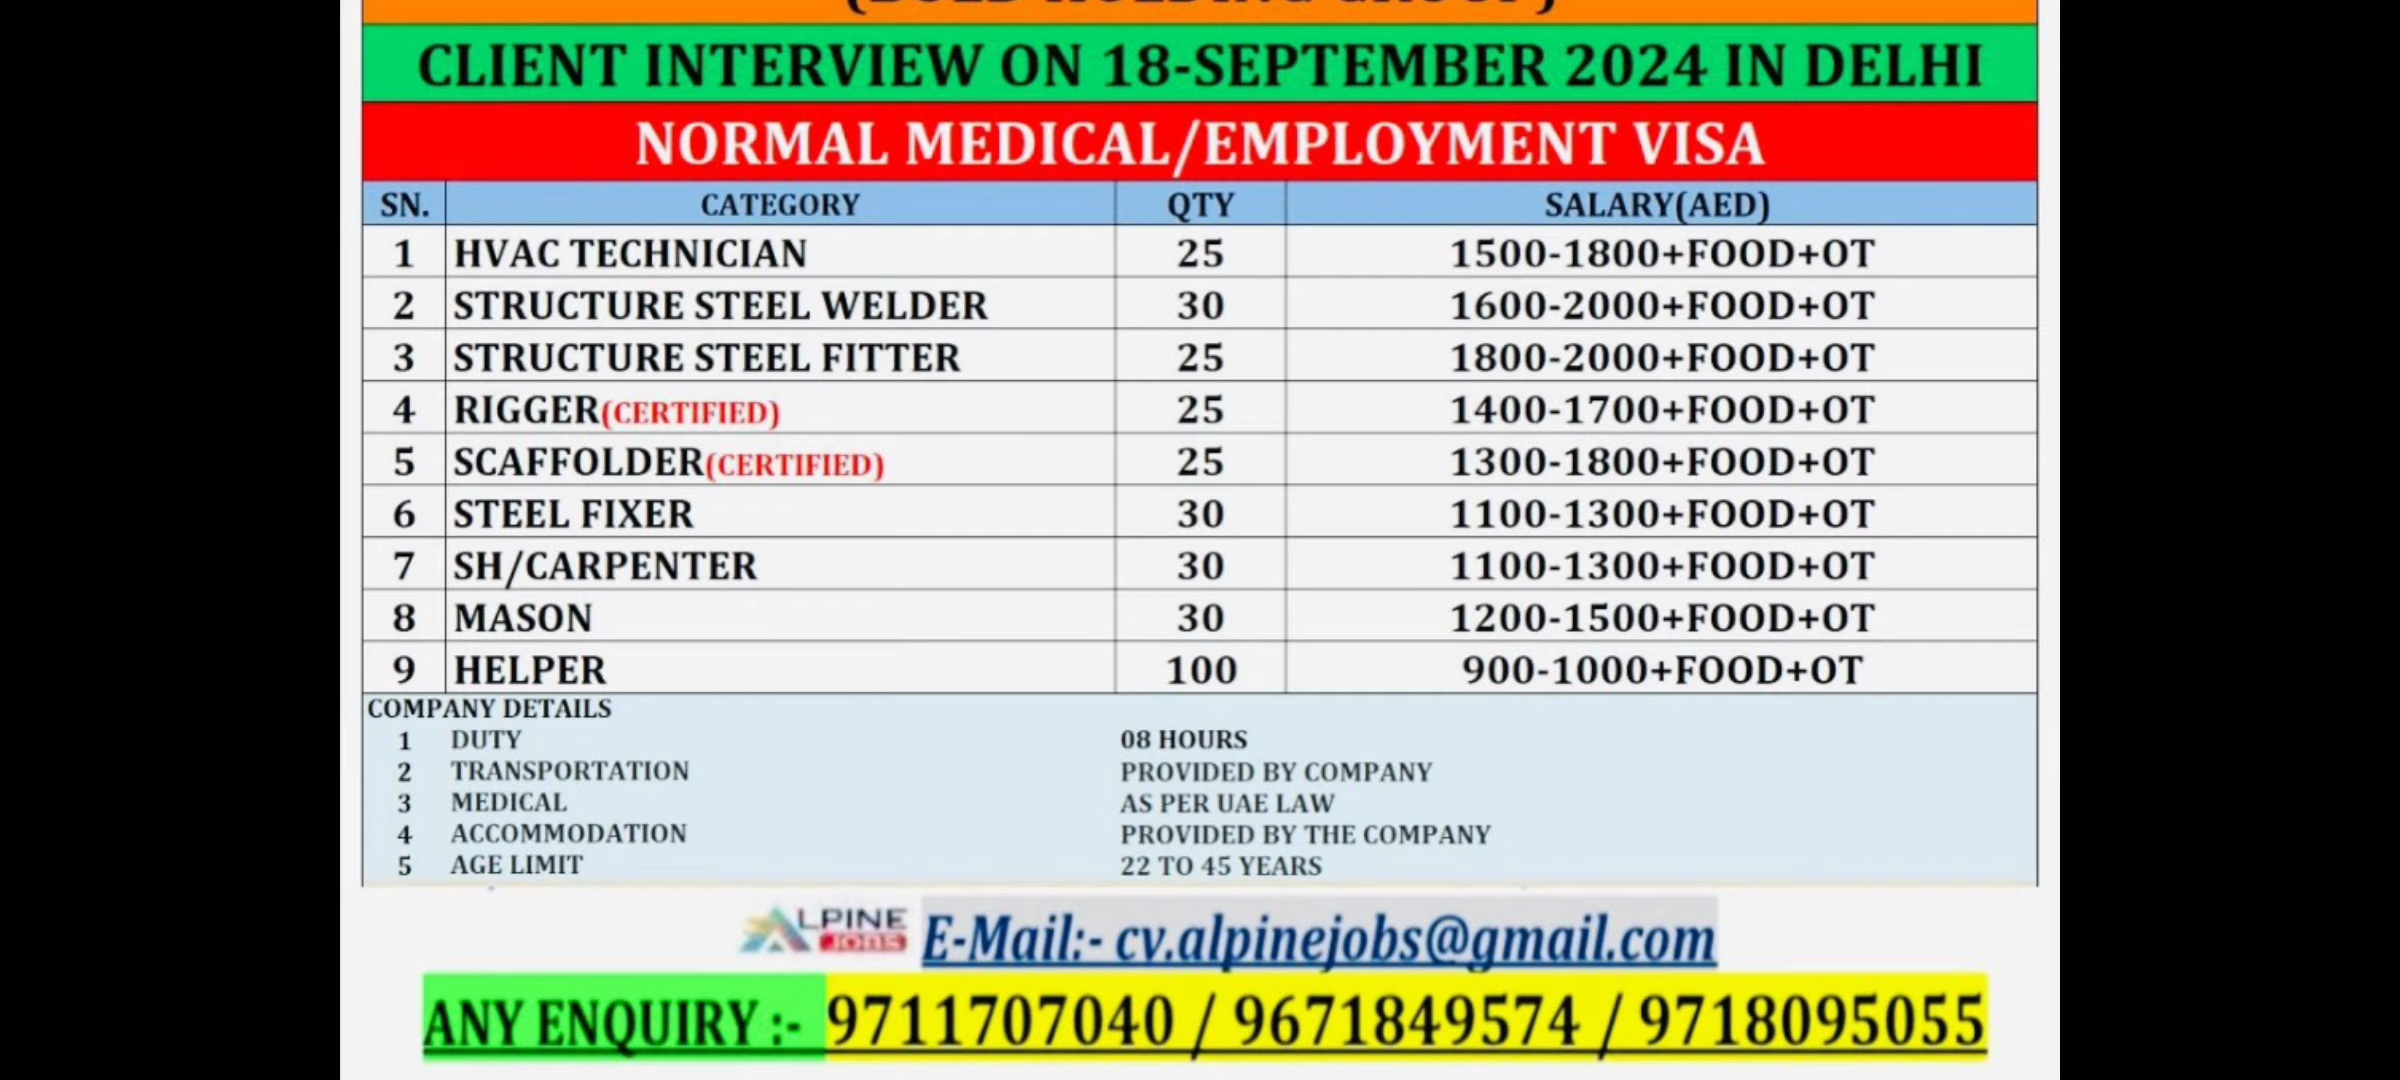 CLIENT INTERVIEW ON 18-SEPTEMBER 2024 IN DELHI
NORMAL MEDICAL/EMPLOYMENT VISA
SN. CATEGORY QTY SALARY(AED)
1 HVAC TECHNICIAN 25 1500-1800+FOOD+OT
2 STRUCTURE STEEL WELDER 30 1600-2000+FOOD+OT
3 STRUCTURE STEEL FITTER 25 1800-2000+FOOD+OT
4 RIGGER(CERTIFIED) 25 1400-1700+FOOD+OT
5 SCAFFOLDER(CERTIFIED) 25 1300-1800+FOOD+OT
6 STEEL FIXER 30 1100-1300+FOOD+OT
7 SH/CARPENTER 30 1100-1300+FOOD+OT
8 MASON 30 1200-1500+FOOD+OT
9 HELPER 100 900-1000+FOOD+OT
COMPANY DETAILS
1 DUTY 08 HOURS
2 TRANSPORTATION PROVIDED BY COMPANY
3 MEDICAL AS PER UAE LAW
4 ACCOMMODATION PROVIDED BY THE COMPANY
5 AGE LIMIT 22 TO 45 YEARS
ALPINE JOBS E-Mail:- cv.alpinejobs@gmail.com
ANY ENQUIRY :- 9711707040 / 9671849574 / 9718095055